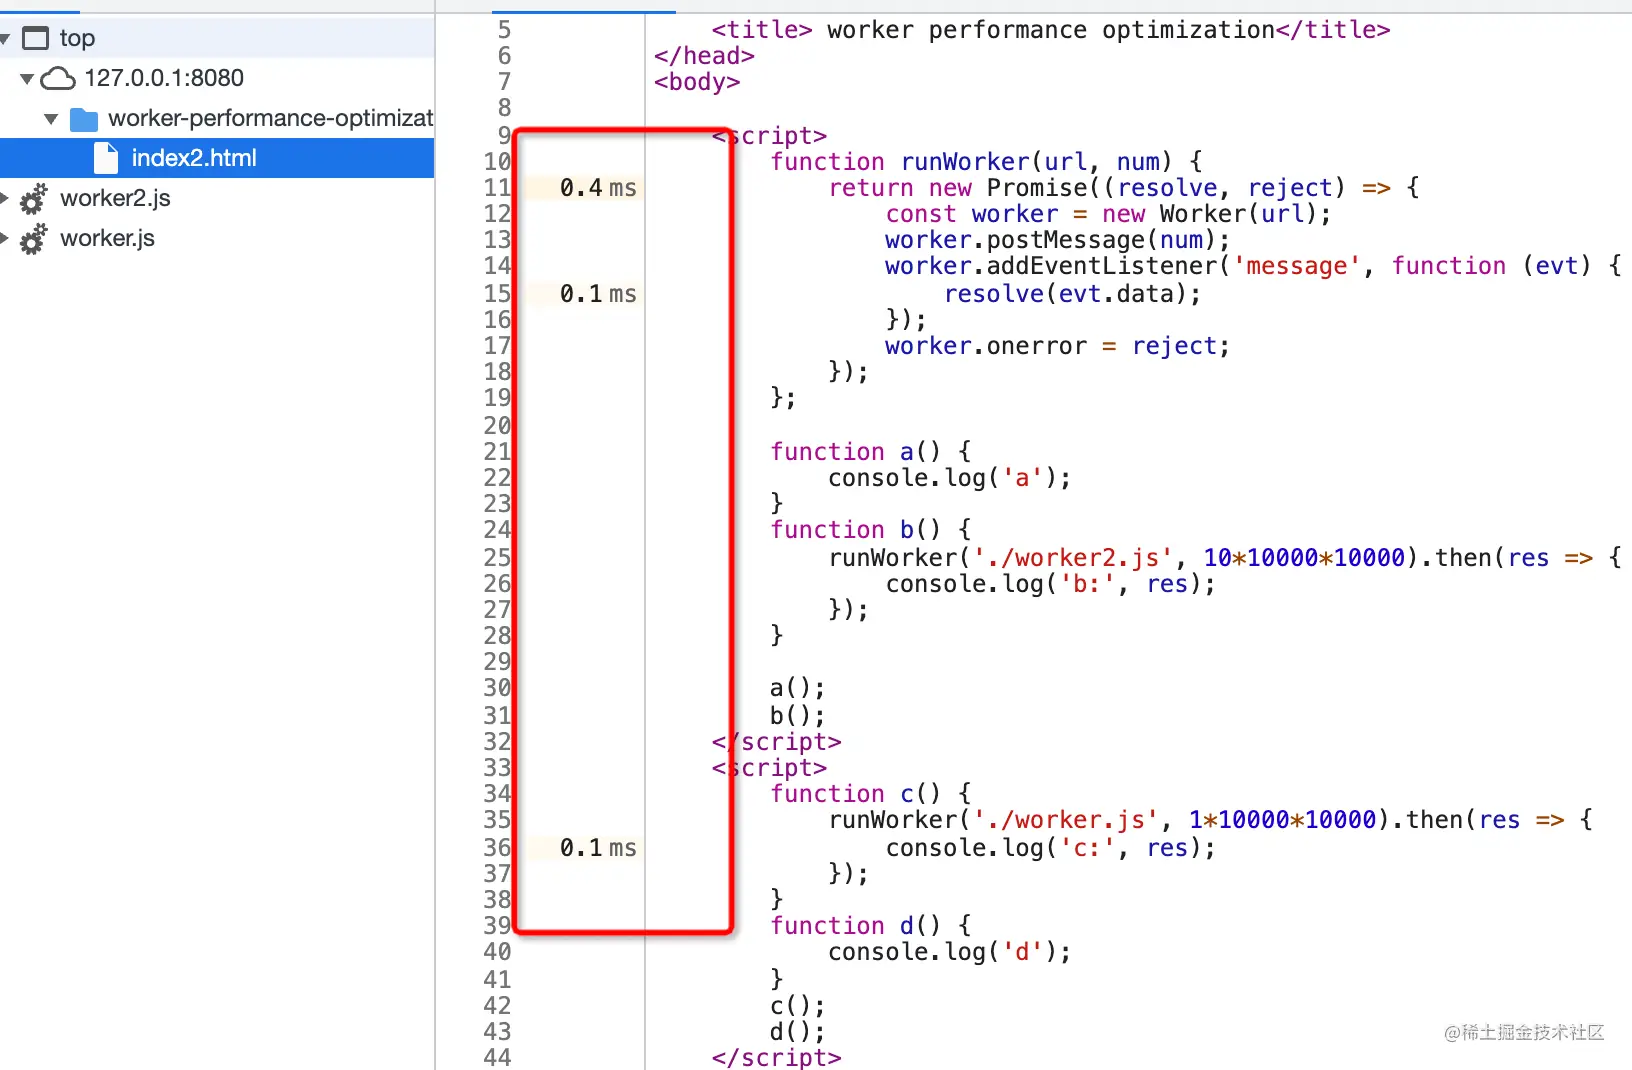 top
127.0.0.1:8080
worker-performance-optimizat
index2.html
worker2.js
worker.js
5 <title> worker performance optimization</title>
6 </head>
7 <body>
8
9 <script>
10 function runWorker(url, num) {
11 0.4 ms return new Promise((resolve, reject) => {
12 const worker = new Worker(url);
13 worker.postMessage(num);
14 worker.addEventListener('message', function (evt) {
15 0.1 ms resolve(evt.data);
16 });
17 worker.onerror = reject;
18 });
19 };
20
21 function a() {
22 console.log('a');
23 }
24 function b() {
25 runWorker('./worker2.js', 10*10000*10000).then(res => {
26 console.log('b:', res);
27 });
28 }
29
30 a();
31 b();
32 </script>
33 <script>
34 function c() {
35 runWorker('./worker.js', 1*10000*10000).then(res => {
36 0.1 ms console.log('c:', res);
37 });
38 }
39 function d() {
40 console.log('d');
41 }
42 c();
43 d();
44 </script>
@稀土掘金技术社区